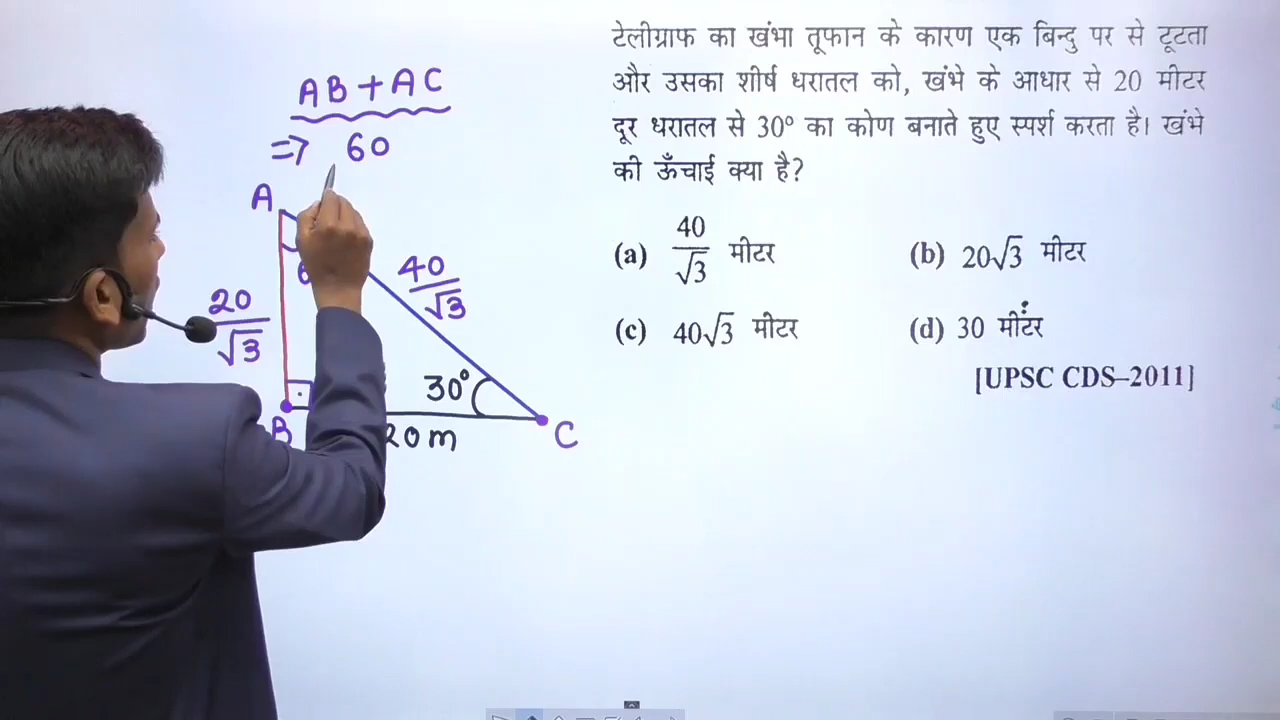 टेलीग्राफ का खंभा तूफान के कारण एक बिन्दु पर से टूटता
और उसका शीर्ष धरातल को, खंभे के आधार से 20 मीटर
दूर धरातल से 30° का कोण बनाते हुए स्पर्श करता है। खंभे
की ऊँचाई क्या है?
(a) 40/√3 मीटर
(b) 20√3 मीटर
(c) 40√3 मीटर
(d) 30 मीटर
[UPSC CDS–2011]
AB + AC
⇒ 60
A
20/√3
40/√3
30°
B
20m
C